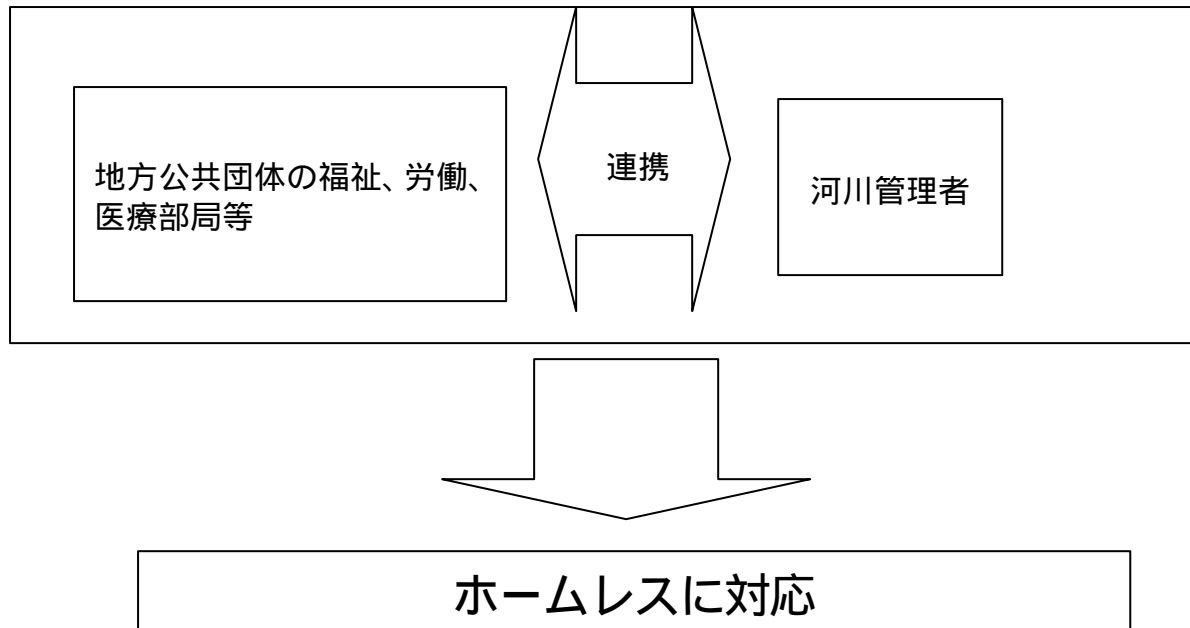 地方公共団体の福祉、労働、
医療部局等
連携
河川管理者
ホームレスに対応